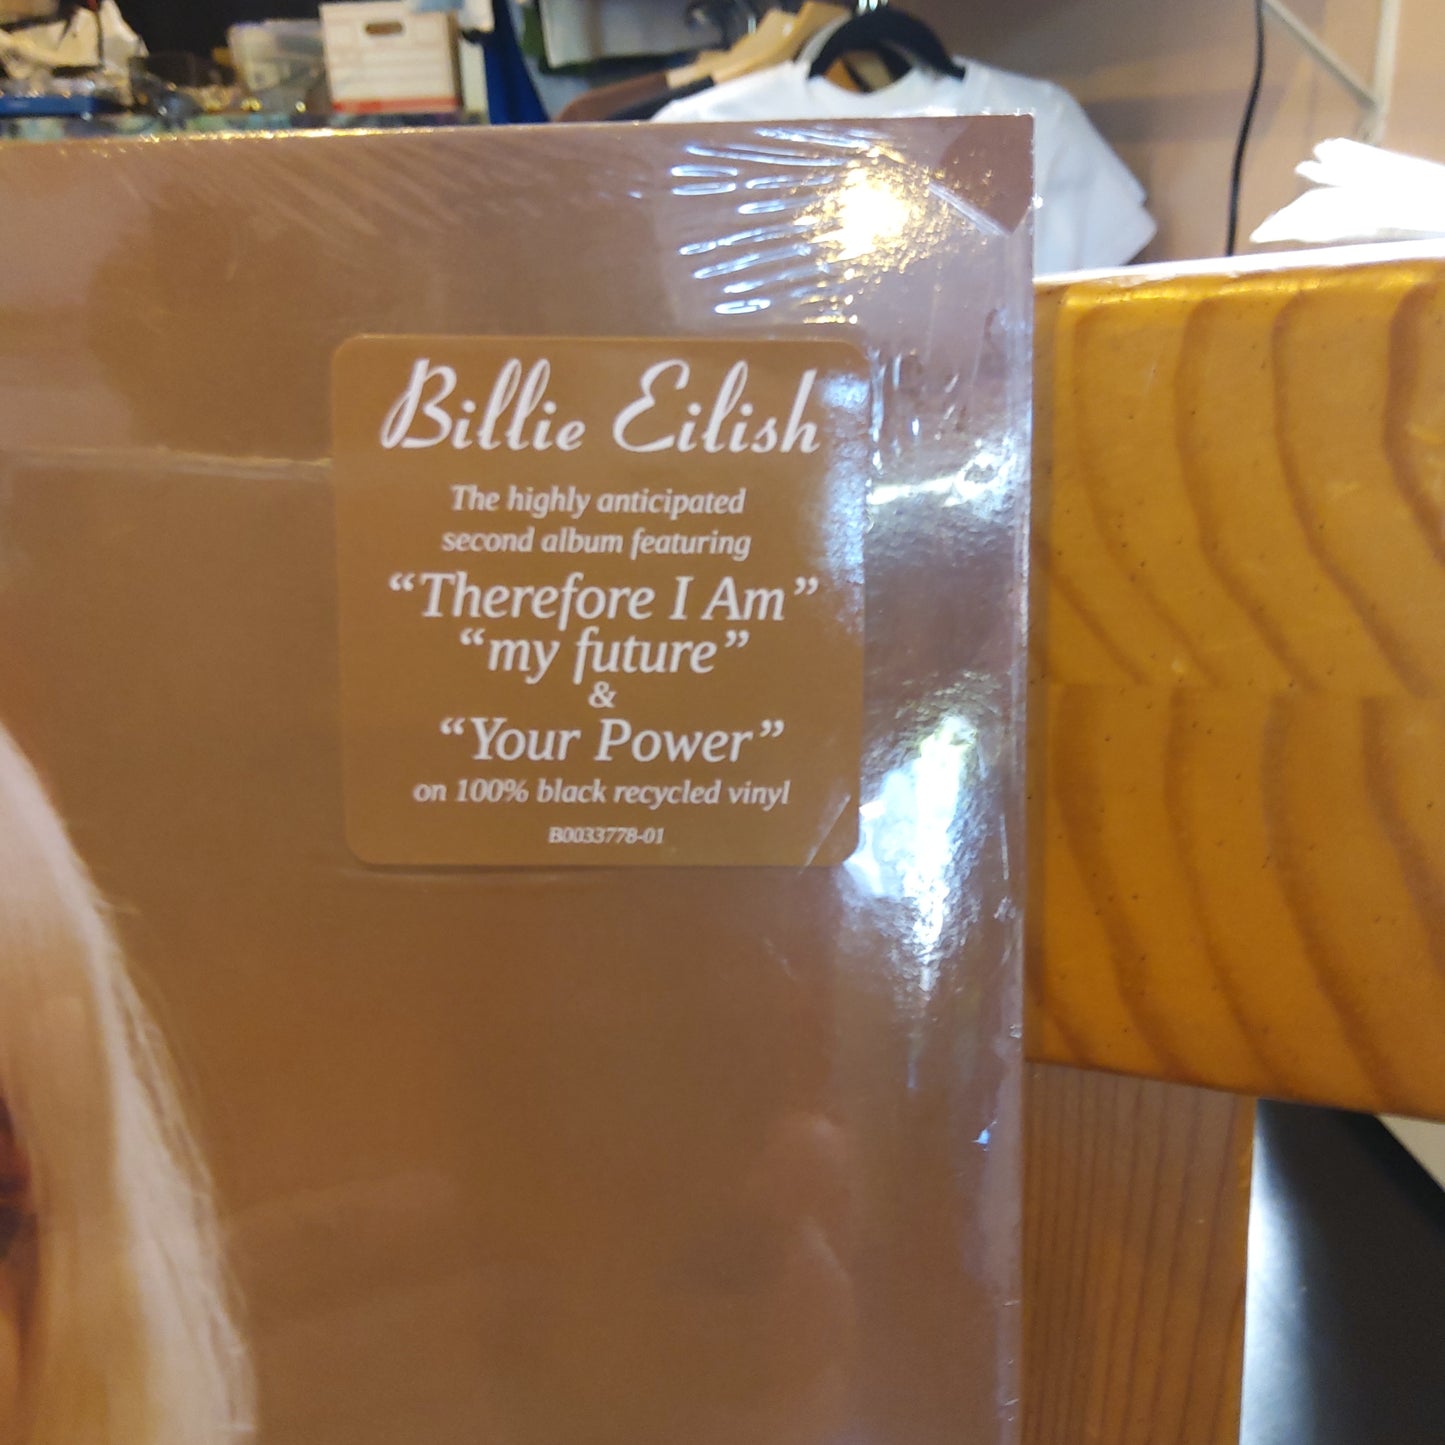 Billie Eilish
The highly anticipated
second album featuring
“Therefore I Am”
“my future”
&
“Your Power”
on 100% black recycled vinyl
B0033778-01